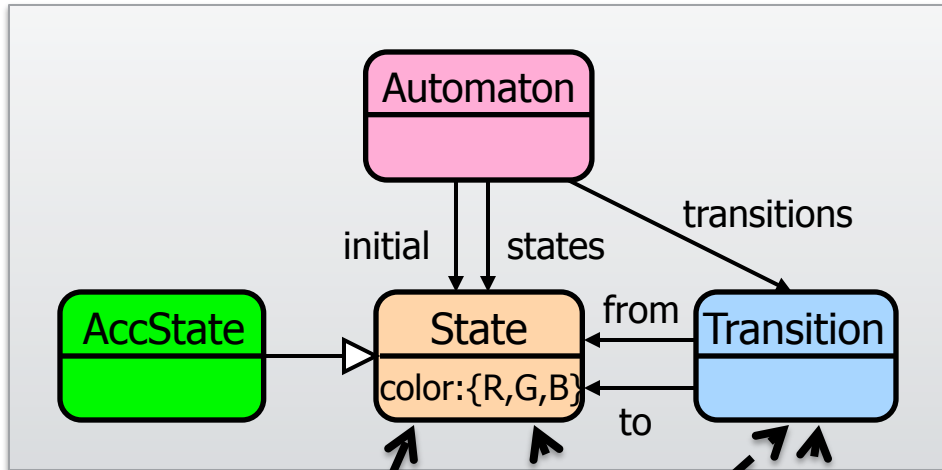 Automaton
transitions
initial
states
AccState
State
from
Transition
color:{R,G,B}
to